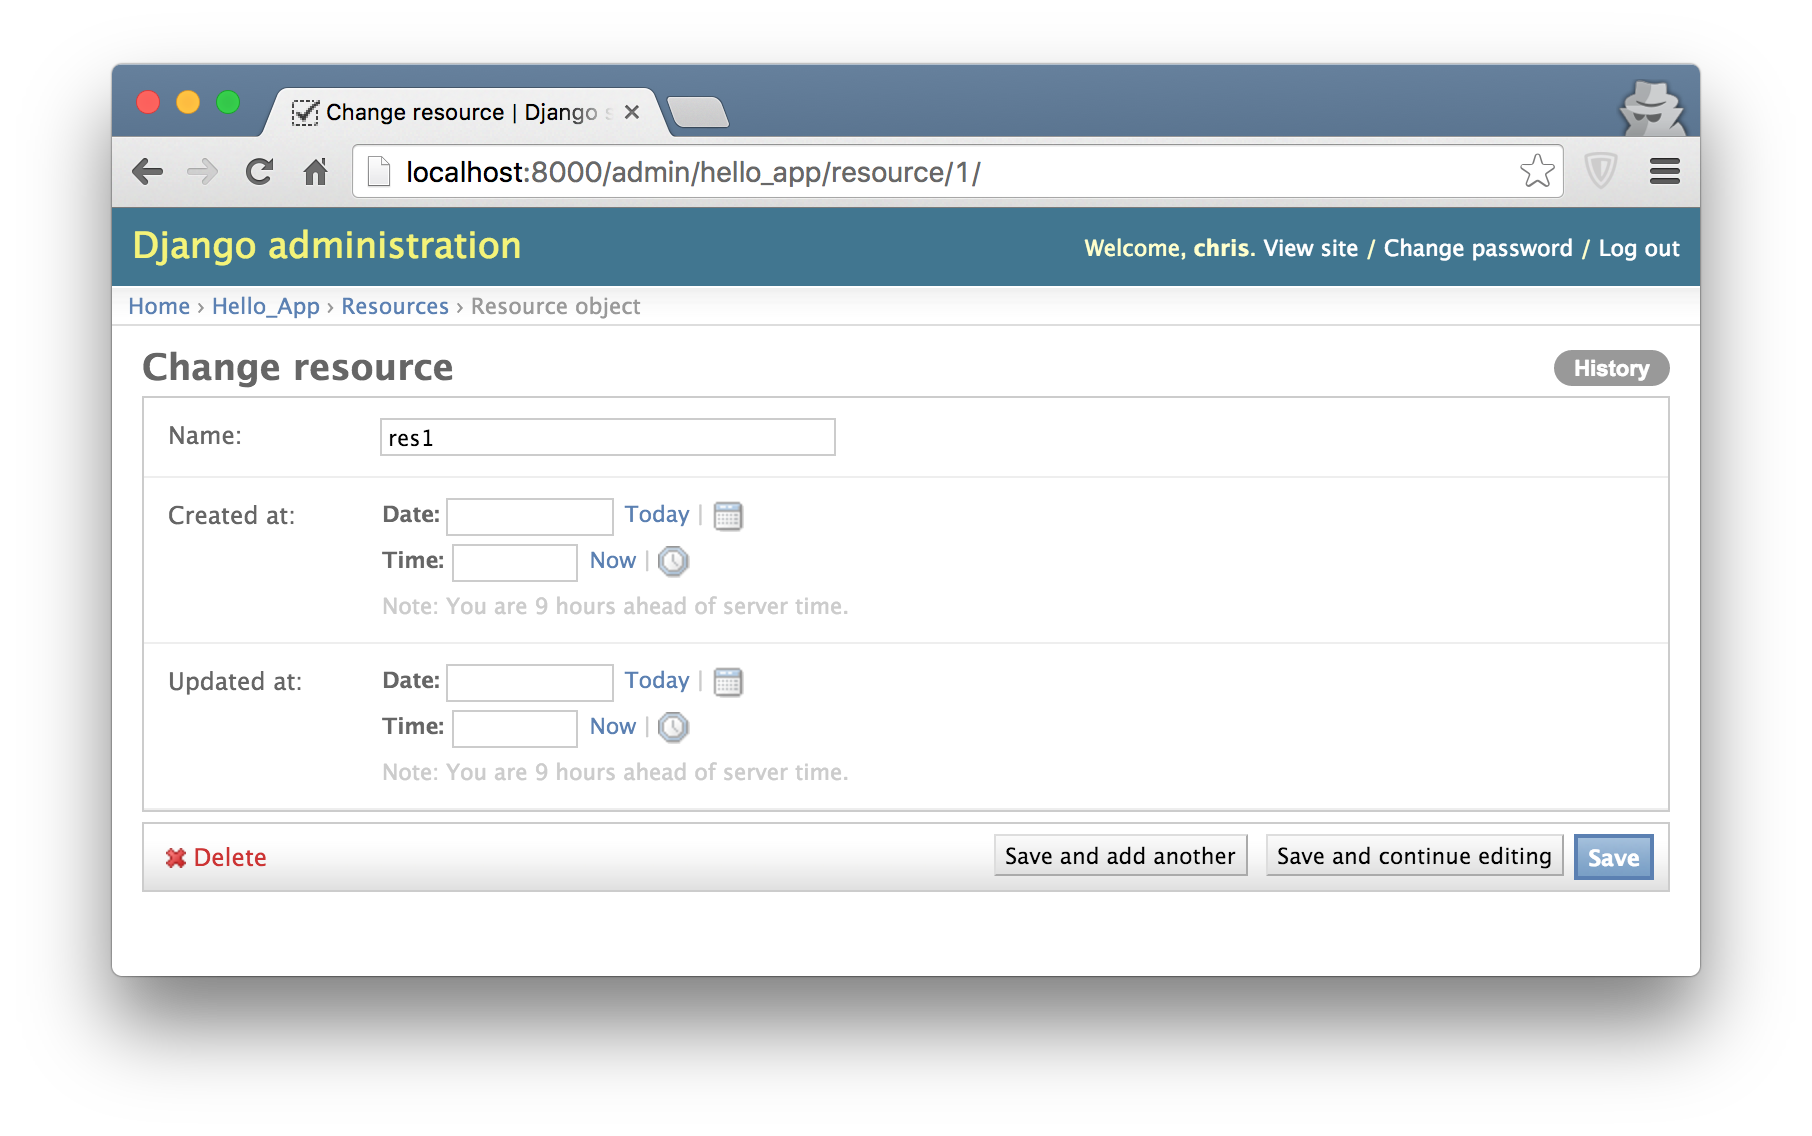 Change resource | Django s
localhost:8000/admin/hello_app/resource/1/
Django administration
Welcome, chris. View site / Change password / Log out
Home › Hello_App › Resources › Resource object
Change resource
History
Name:
res1
Created at:
Date:
Today |
Time:
Now |
Note: You are 9 hours ahead of server time.
Updated at:
Date:
Today |
Time:
Now |
Note: You are 9 hours ahead of server time.
Delete
Save and add another
Save and continue editing
Save